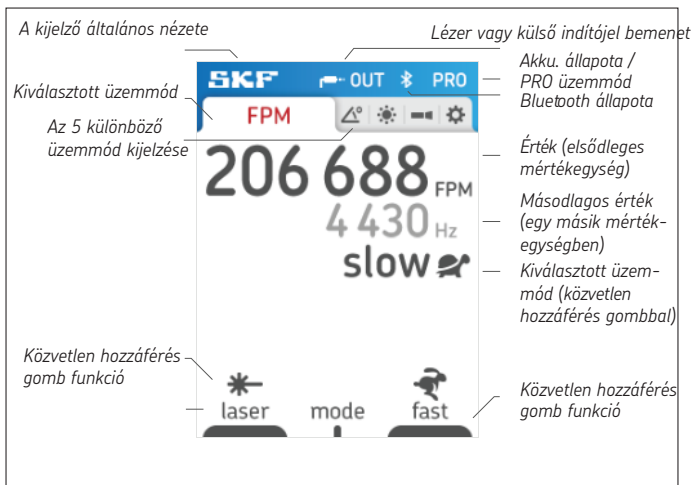 A kijelző általános nézete
Lézer vagy külső indítójel bemenet
Akku. állapota /
PRO üzemmód
Bluetooth állapota
Kiválasztott üzemmód
Az 5 különböző
üzemmód kijelzése
SKF OUT PRO
FPM
206 688 FPM
4 430 Hz
slow
Érték (elsődleges
mértékegység)
Másodlagos érték
(egy másik mérték-
egységben)
Kiválasztott üzem-
mód (közvetlen
hozzáférés gombbal)
Közvetlen hozzáférés
gomb funkció
laser mode fast
Közvetlen hozzáférés
gomb funkció